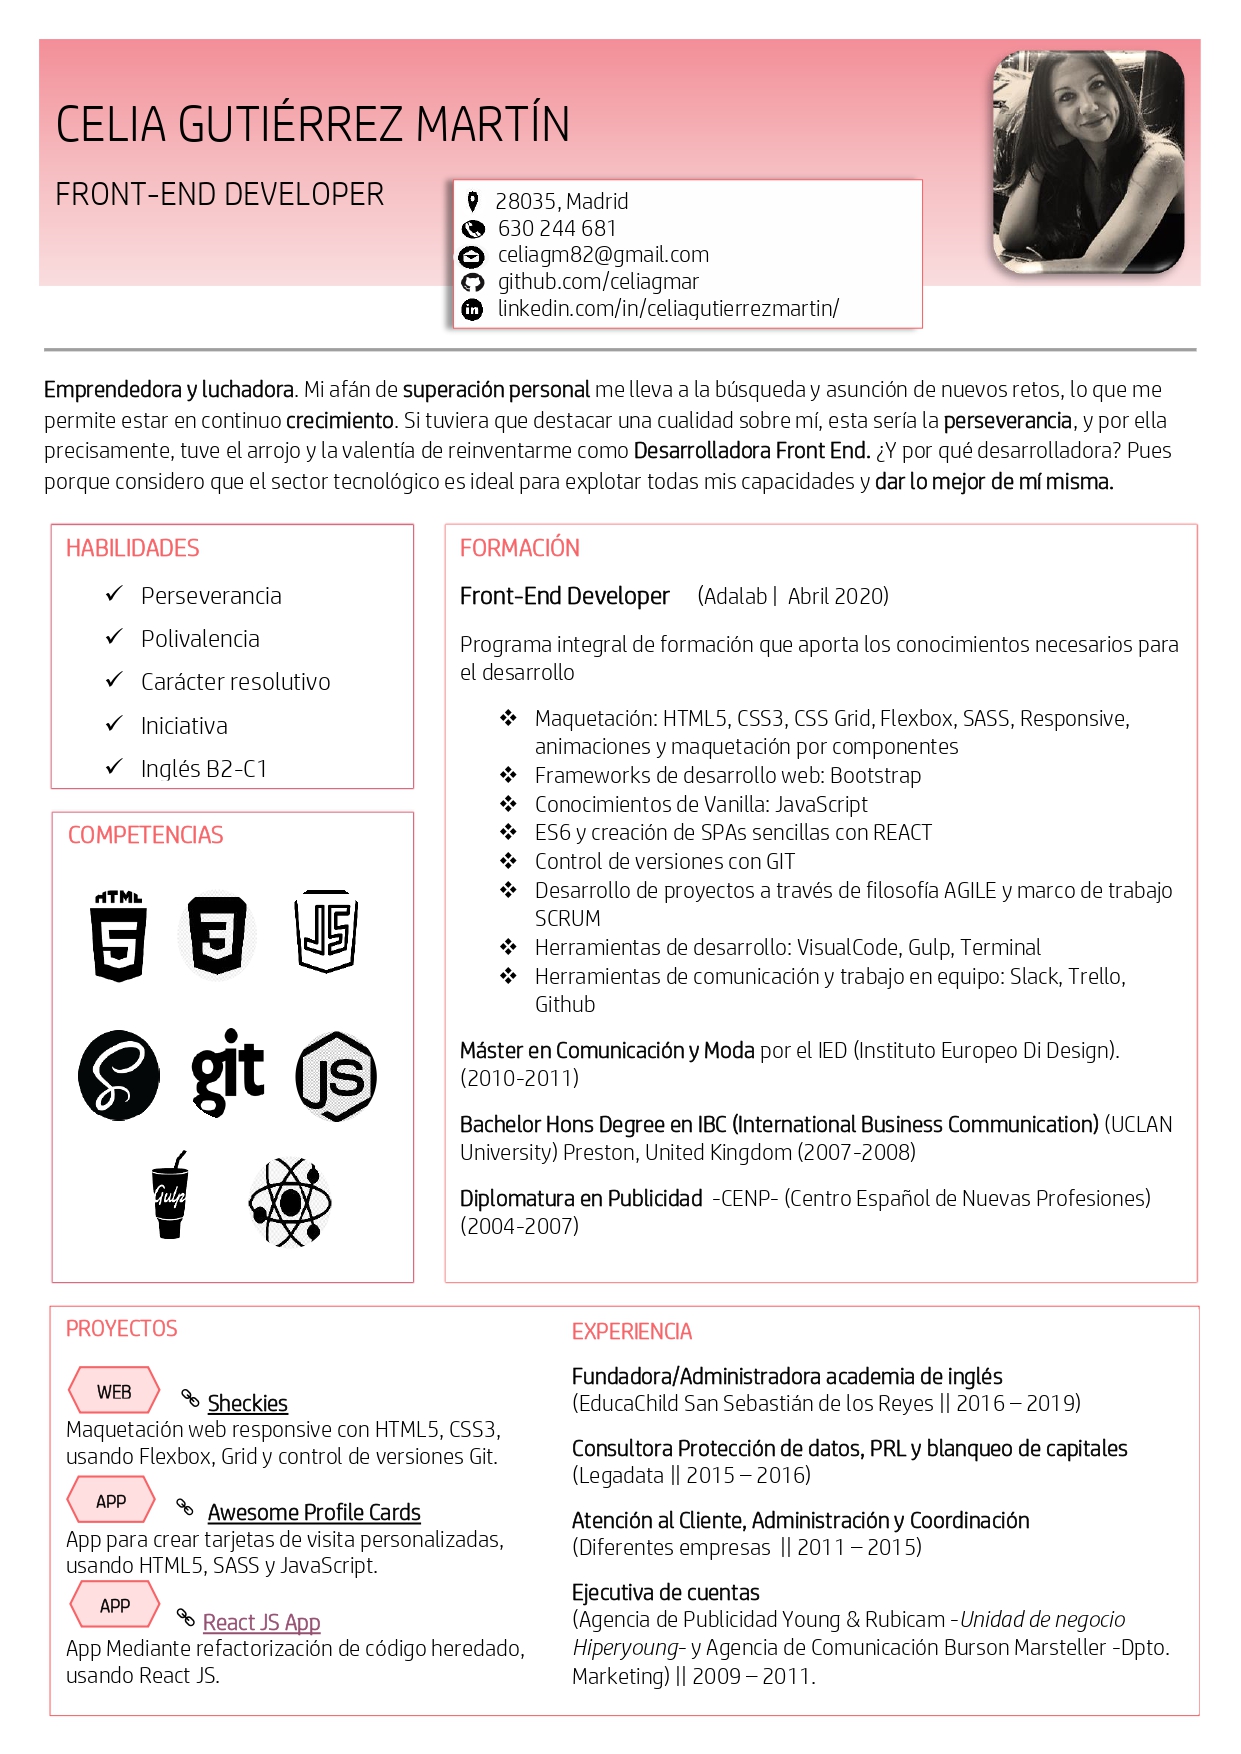 CELIA GUTIÉRREZ MARTÍN
FRONT-END DEVELOPER
28035, Madrid
630 244 681
celiagm82@gmail.com
github.com/celiagmar
in linkedin.com/in/celiagutierrezmartin/
Emprendedora y luchadora. Mi afán de superación personal me lleva a la búsqueda y asunción de nuevos retos, lo que me
permite estar en continuo crecimiento. Si tuviera que destacar una cualidad sobre mí, esta sería la perseverancia, y por ella
precisamente, tuve el arrojo y la valentía de reinventarme como Desarrolladora Front End. ¿Y por qué desarrolladora? Pues
porque considero que el sector tecnológico es ideal para explotar todas mis capacidades y dar lo mejor de mí misma.
HABILIDADES
✓ Perseverancia
✓ Polivalencia
✓ Carácter resolutivo
✓ Iniciativa
✓ Inglés B2-C1
COMPETENCIAS
HTML
5 3 JS
S git JS
Gulp
FORMACIÓN
Front-End Developer (Adalab | Abril 2020)
Programa integral de formación que aporta los conocimientos necesarios para
el desarrollo
❖ Maquetación: HTML5, CSS3, CSS Grid, Flexbox, SASS, Responsive,
animaciones y maquetación por componentes
❖ Frameworks de desarrollo web: Bootstrap
❖ Conocimientos de Vanilla: JavaScript
❖ ES6 y creación de SPAs sencillas con REACT
❖ Control de versiones con GIT
❖ Desarrollo de proyectos a través de filosofía AGILE y marco de trabajo
SCRUM
❖ Herramientas de desarrollo: VisualCode, Gulp, Terminal
❖ Herramientas de comunicación y trabajo en equipo: Slack, Trello,
Github
Máster en Comunicación y Moda por el IED (Instituto Europeo Di Design).
(2010-2011)
Bachelor Hons Degree en IBC (International Business Communication) (UCLAN
University) Preston, United Kingdom (2007-2008)
Diplomatura en Publicidad -CENP- (Centro Español de Nuevas Profesiones)
(2004-2007)
PROYECTOS
WEB Sheckies
Maquetación web responsive con HTML5, CSS3,
usando Flexbox, Grid y control de versiones Git.
APP Awesome Profile Cards
App para crear tarjetas de visita personalizadas,
usando HTML5, SASS y JavaScript.
APP React JS App
App Mediante refactorización de código heredado,
usando React JS.
EXPERIENCIA
Fundadora/Administradora academia de inglés
(EducaChild San Sebastián de los Reyes || 2016 – 2019)
Consultora Protección de datos, PRL y blanqueo de capitales
(Legadata || 2015 – 2016)
Atención al Cliente, Administración y Coordinación
(Diferentes empresas || 2011 – 2015)
Ejecutiva de cuentas
(Agencia de Publicidad Young & Rubicam -Unidad de negocio
Hiperyoung- y Agencia de Comunicación Burson Marsteller -Dpto.
Marketing) || 2009 – 2011.